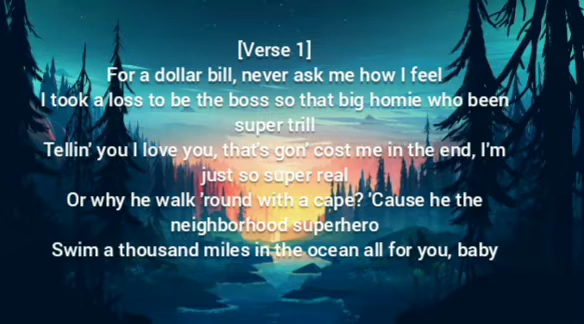 [Verse 1]
For a dollar bill, never ask me how I feel
I took a loss to be the boss so that big homie who been
super trill
Tellin' you I love you, that's gon' cost me in the end, I'm
just so super real
Or why he walk 'round with a cape? 'Cause he the
neighborhood superhero
Swim a thousand miles in the ocean all for you, baby